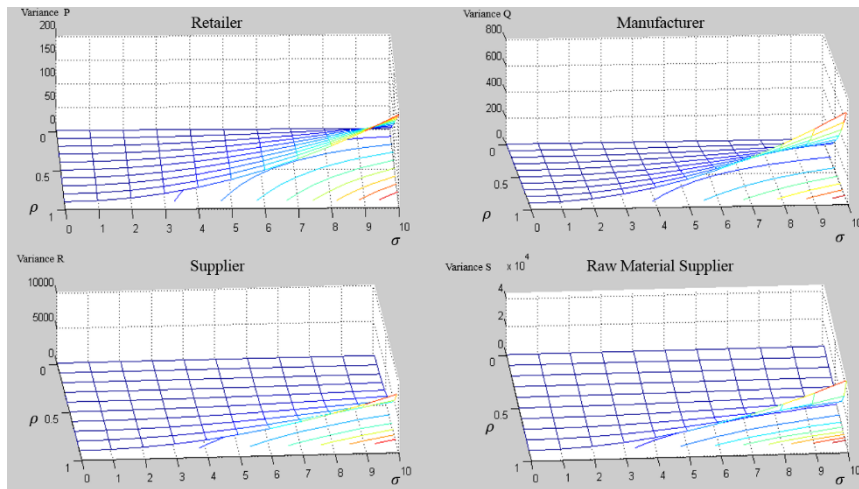 Variance P
Retailer
200
150
100
50
0
0
0.5
1
ρ
0 1 2 3 4 5 6 7 8 9 10
σ
Variance Q
Manufacturer
800
600
400
200
0
0
0.5
1
ρ
0 1 2 3 4 5 6 7 8 9 10
σ
Variance R
Supplier
10000
5000
0
0
0.5
1
ρ
0 1 2 3 4 5 6 7 8 9 10
σ
Variance S
x 10^4
Raw Material Supplier
4
2
0
0
0.5
1
ρ
0 1 2 3 4 5 6 7 8 9 10
σ